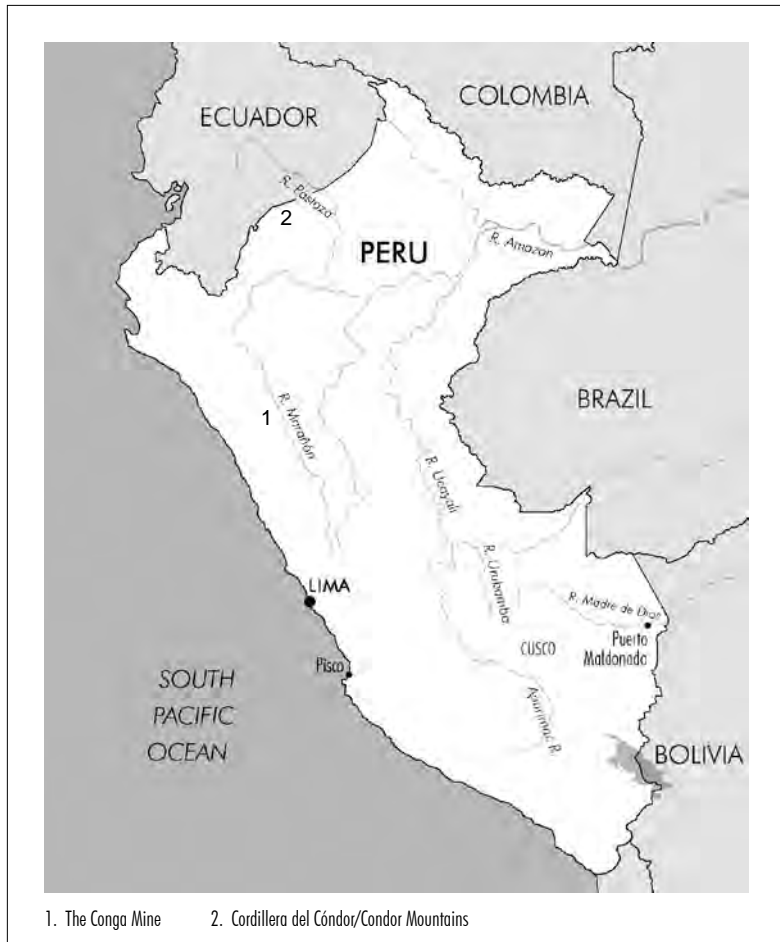 COLOMBIA
ECUADOR
R. Pastaza
2
PERU
R. Amazon
BRAZIL
1
R. Marañón
R. Ucayali
R. Urubamba
LIMA
R. Madre de Dios
Puerto
Maldonado
CUSCO
Pisco
SOUTH
PACIFIC
OCEAN
Apurimac R.
BOLIVIA
1. The Conga Mine 2. Cordillera del Cóndor/Condor Mountains